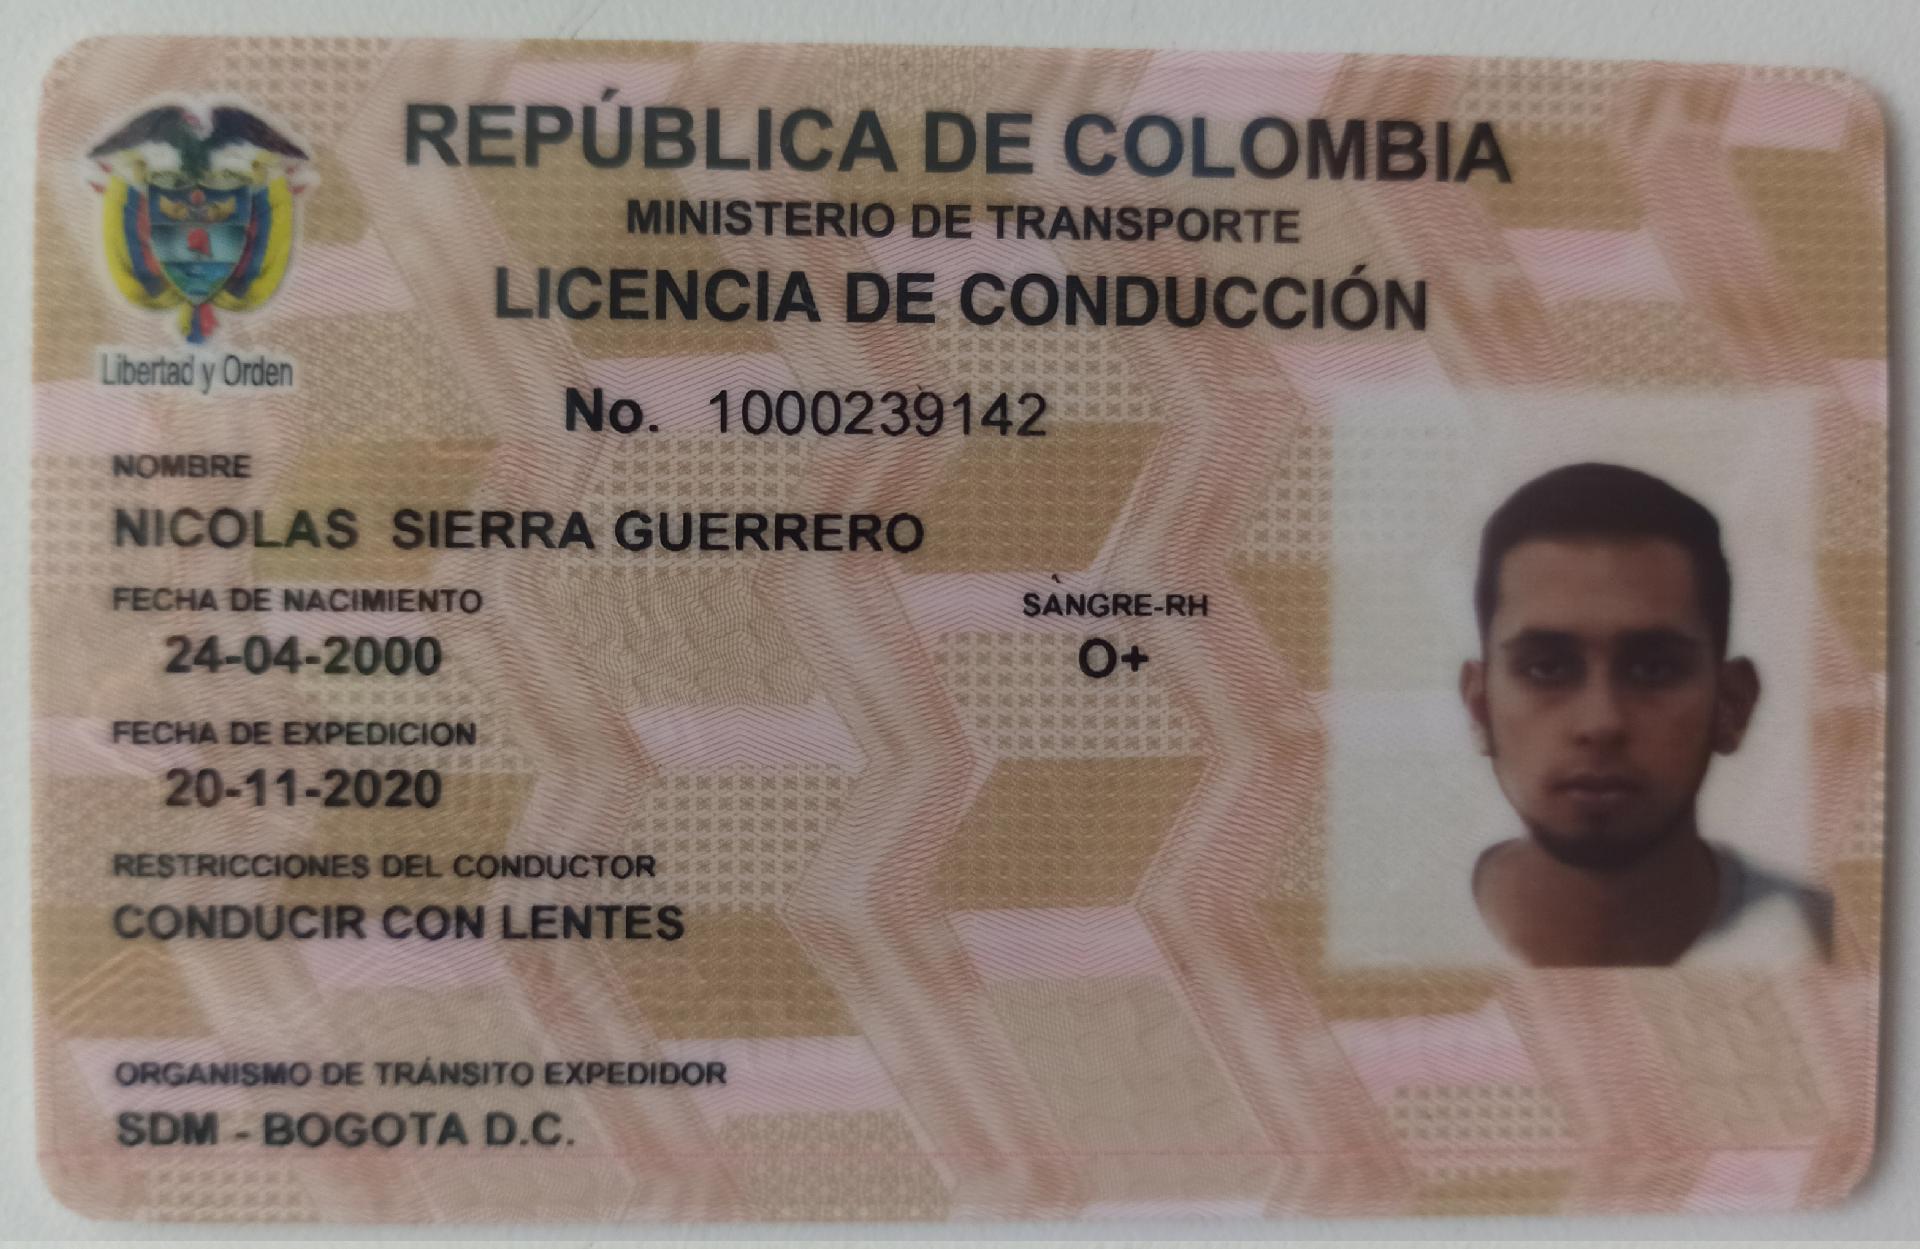 REPÚBLICA DE COLOMBIA
MINISTERIO DE TRANSPORTE
LICENCIA DE CONDUCCIÓN
Libertad y Orden
No. 1000239142
NOMBRE
NICOLAS SIERRA GUERRERO
FECHA DE NACIMIENTO
24-04-2000
SANGRE-RH
O+
FECHA DE EXPEDICION
20-11-2020
RESTRICCIONES DEL CONDUCTOR
CONDUCIR CON LENTES
ORGANISMO DE TRÁNSITO EXPEDIDOR
SDM - BOGOTA D.C.